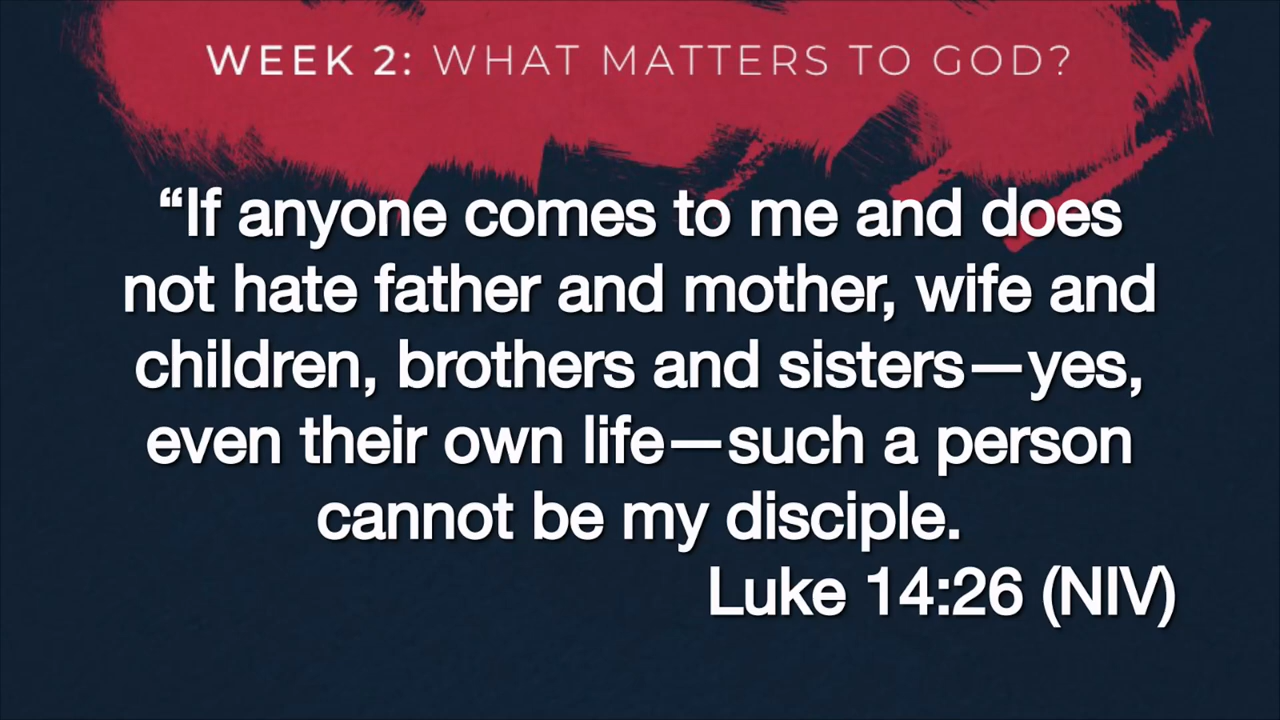 WEEK 2: WHAT MATTERS TO GOD?
“If anyone comes to me and does
not hate father and mother, wife and
children, brothers and sisters—yes,
even their own life—such a person
cannot be my disciple.
Luke 14:26 (NIV)